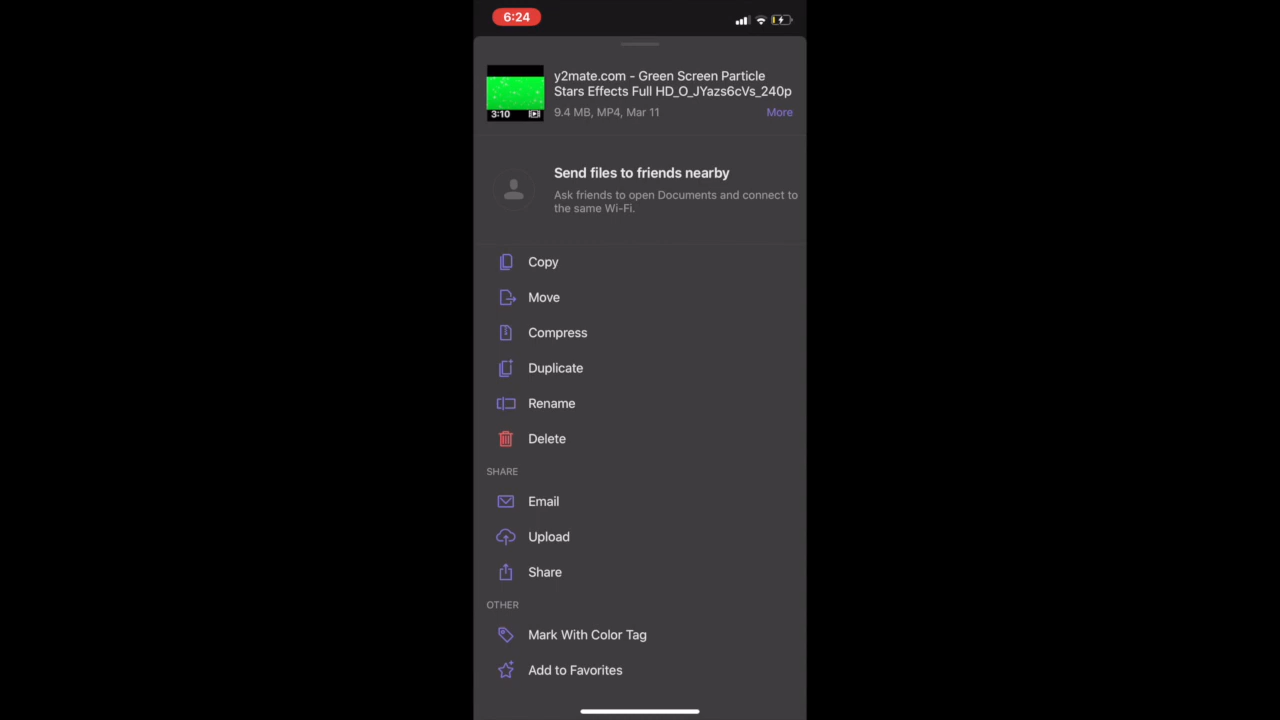 6:24
y2mate.com - Green Screen Particle
Stars Effects Full HD_O_JYazs6cVs_240p
3:10
9.4 MB, MP4, Mar 11
More
Send files to friends nearby
Ask friends to open Documents and connect to
the same Wi-Fi.
Copy
Move
Compress
Duplicate
Rename
Delete
SHARE
Email
Upload
Share
OTHER
Mark With Color Tag
Add to Favorites